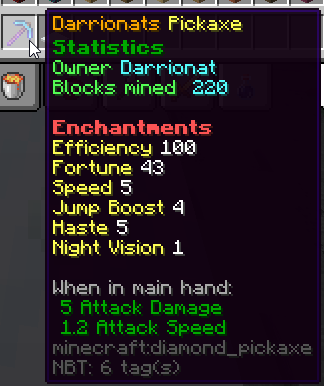 Darrionats Pickaxe
Statistics
Owner Darrionat
Blocks mined 220
Enchantments
Efficiency 100
Fortune 43
Speed 5
Jump Boost 4
Haste 5
Night Vision 1
When in main hand:
5 Attack Damage
1.2 Attack Speed
minecraft:diamond_pickaxe
NBT: 6 tag(s)